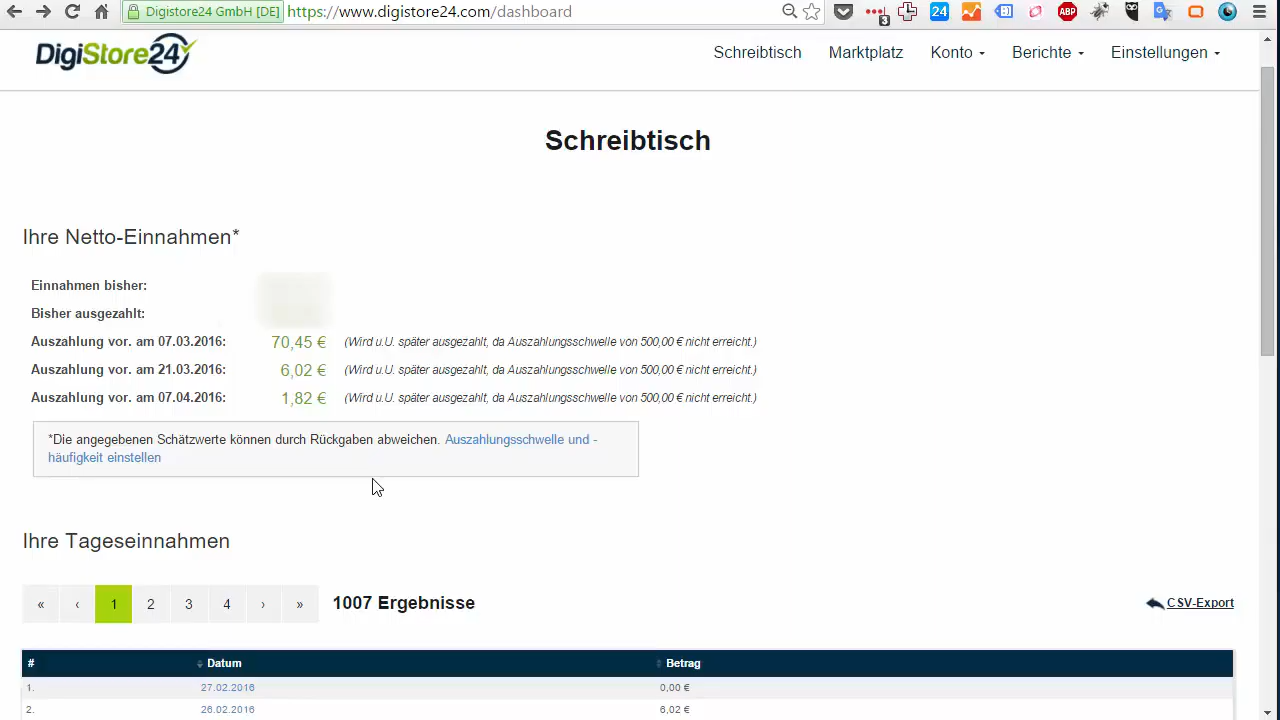 Digistore24 GmbH [DE]
https://www.digistore24.com/dashboard
3
24
ABP
DigiStore24
Schreibtisch
Marktplatz
Konto
Berichte
Einstellungen
Schreibtisch
Ihre Netto-Einnahmen*
Einnahmen bisher:
Bisher ausgezahlt:
Auszahlung vor. am 07.03.2016: 70,45 € (Wird u.U. später ausgezahlt, da Auszahlungsschwelle von 500,00 € nicht erreicht.)
Auszahlung vor. am 21.03.2016: 6,02 € (Wird u.U. später ausgezahlt, da Auszahlungsschwelle von 500,00 € nicht erreicht.)
Auszahlung vor. am 07.04.2016: 1,82 € (Wird u.U. später ausgezahlt, da Auszahlungsschwelle von 500,00 € nicht erreicht.)
*Die angegebenen Schätzwerte können durch Rückgaben abweichen. Auszahlungsschwelle und -
häufigkeit einstellen
Ihre Tageseinnahmen
« ‹ 1 2 3 4 › » 1007 Ergebnisse
CSV-Export
# Datum Betrag
1. 27.02.2016 0,00 €
2. 26.02.2016 6,02 €